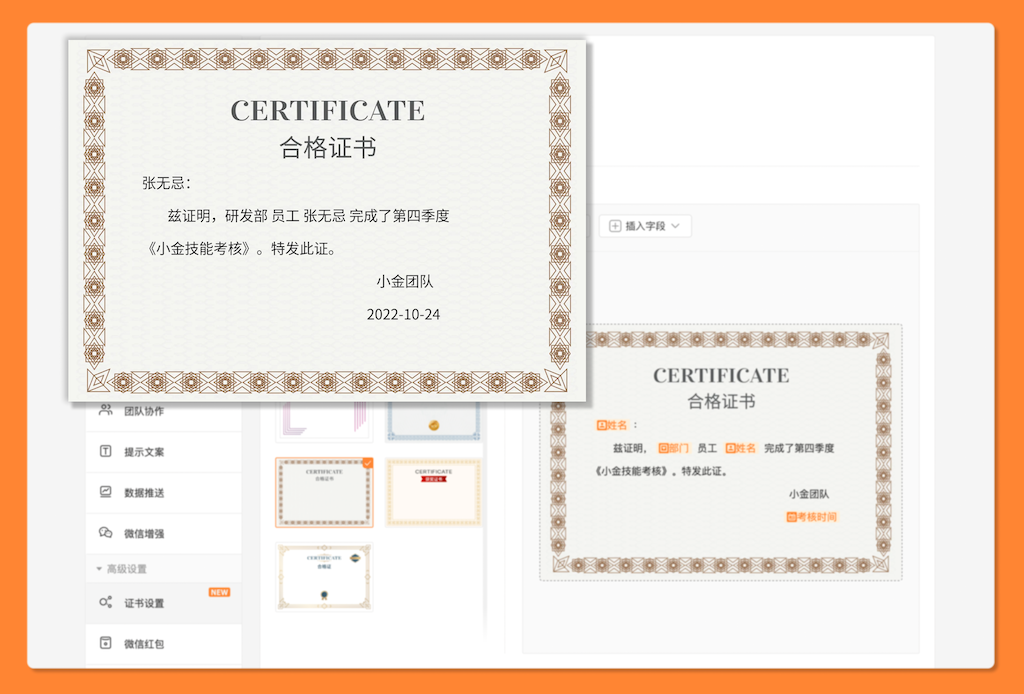 CERTIFICATE
合格证书
张无忌：
兹证明，研发部 员工 张无忌 完成了第四季度
《小金技能考核》。特发此证。
小金团队
2022-10-24
插入字段
团队协作
提示文案
数据推送
微信增强
高级设置
证书设置
NEW
微信红包
CERTIFICATE
合格证书
CERTIFICATE
获奖证书
CERTIFICATE
合格证
CERTIFICATE
合格证书
姓名 ：
兹证明， 部门 员工 姓名 完成了第四季度
《小金技能考核》。特发此证。
小金团队
考核时间